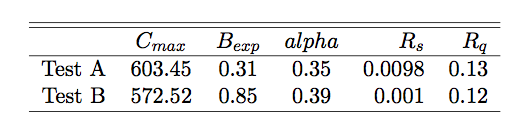 C_max B_exp alpha R_s R_q
Test A 603.45 0.31 0.35 0.0098 0.13
Test B 572.52 0.85 0.39 0.001 0.12